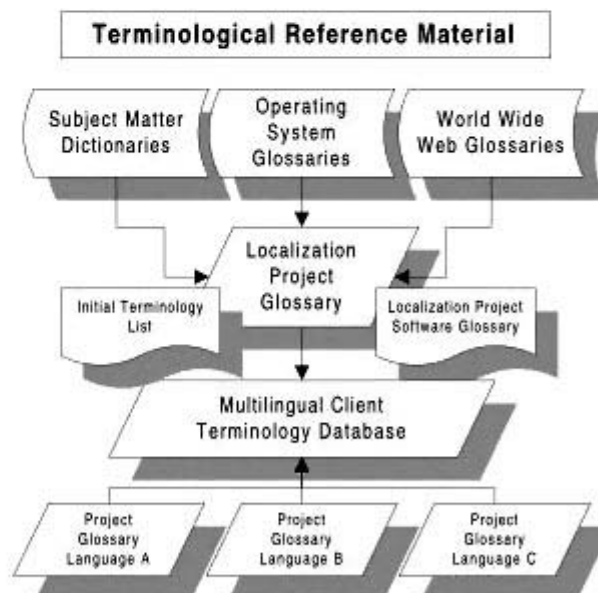 Terminological Reference Material
Subject Matter
Dictionaries
Operating
System
Glossaries
World Wide
Web Glossaries
Localization
Project
Glossary
Initial Terminology
List
Localization Project
Software Glossary
Multilingual Client
Terminology Database
Project
Glossary
Language A
Project
Glossary
Language B
Project
Glossary
Language C